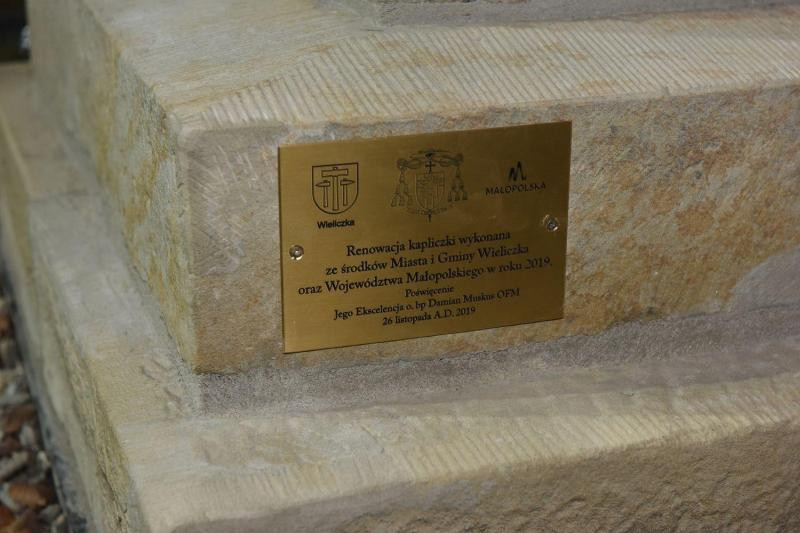 Wieliczka
MAŁOPOLSKA
Renowacja kapliczki wykonana
ze środków Miasta i Gminy Wieliczka
oraz Województwa Małopolskiego w roku 2019.
Poświęcenie
Jego Ekscelencja o. bp Damian Muskus OFM
26 listopada A.D. 2019